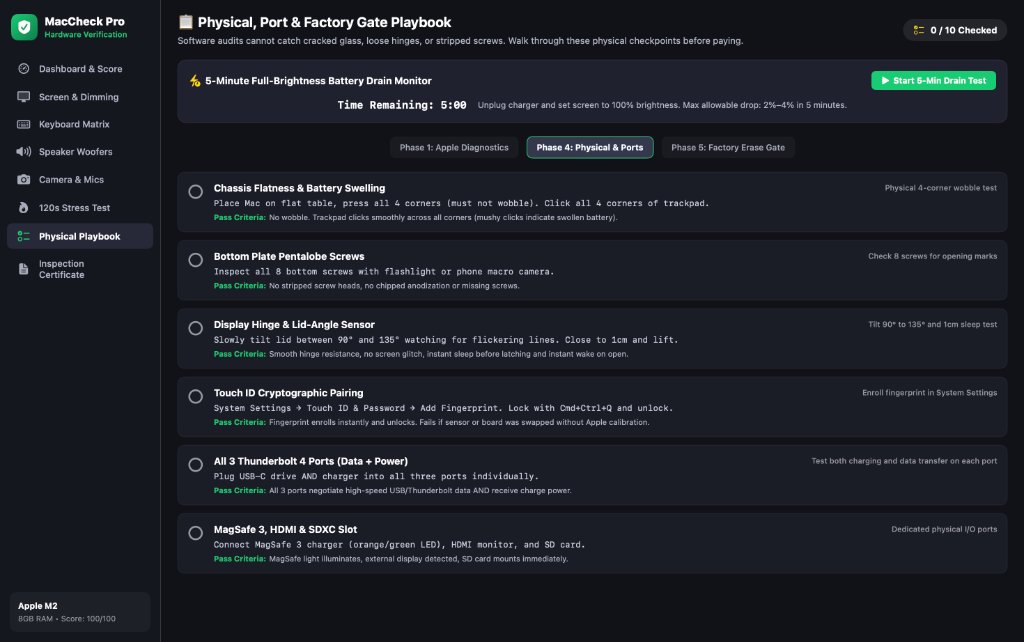 MacCheck Pro
Hardware Verification
Dashboard & Score
Screen & Dimming
Keyboard Matrix
Speaker Woofers
Camera & Mics
120s Stress Test
Physical Playbook
Inspection
Certificate
Apple M2
8GB RAM • Score: 100/100
Physical, Port & Factory Gate Playbook
Software audits cannot catch cracked glass, loose hinges, or stripped screws. Walk through these physical checkpoints before paying.
0 / 10 Checked
5-Minute Full-Brightness Battery Drain Monitor
Start 5-Min Drain Test
Time Remaining: 5:00 Unplug charger and set screen to 100% brightness. Max allowable drop: 2%–4% in 5 minutes.
Phase 1: Apple Diagnostics Phase 4: Physical & Ports Phase 5: Factory Erase Gate
Chassis Flatness & Battery Swelling
Physical 4-corner wobble test
Place Mac on flat table, press all 4 corners (must not wobble). Click all 4 corners of trackpad.
Pass Criteria: No wobble. Trackpad clicks smoothly across all corners (mushy clicks indicate swollen battery).
Bottom Plate Pentalobe Screws
Check 8 screws for opening marks
Inspect all 8 bottom screws with flashlight or phone macro camera.
Pass Criteria: No stripped screw heads, no chipped anodization or missing screws.
Display Hinge & Lid-Angle Sensor
Tilt 90° to 135° and 1cm sleep test
Slowly tilt lid between 90° and 135° watching for flickering lines. Close to 1cm and lift.
Pass Criteria: Smooth hinge resistance, no screen glitch, instant sleep before latching and instant wake on open.
Touch ID Cryptographic Pairing
Enroll fingerprint in System Settings
System Settings → Touch ID & Password → Add Fingerprint. Lock with Cmd+Ctrl+Q and unlock.
Pass Criteria: Fingerprint enrolls instantly and unlocks. Fails if sensor or board was swapped without Apple calibration.
All 3 Thunderbolt 4 Ports (Data + Power)
Test both charging and data transfer on each port
Plug USB-C drive AND charger into all three ports individually.
Pass Criteria: All 3 ports negotiate high-speed USB/Thunderbolt data AND receive charge power.
MagSafe 3, HDMI & SDXC Slot
Dedicated physical I/O ports
Connect MagSafe 3 charger (orange/green LED), HDMI monitor, and SD card.
Pass Criteria: MagSafe light illuminates, external display detected, SD card mounts immediately.